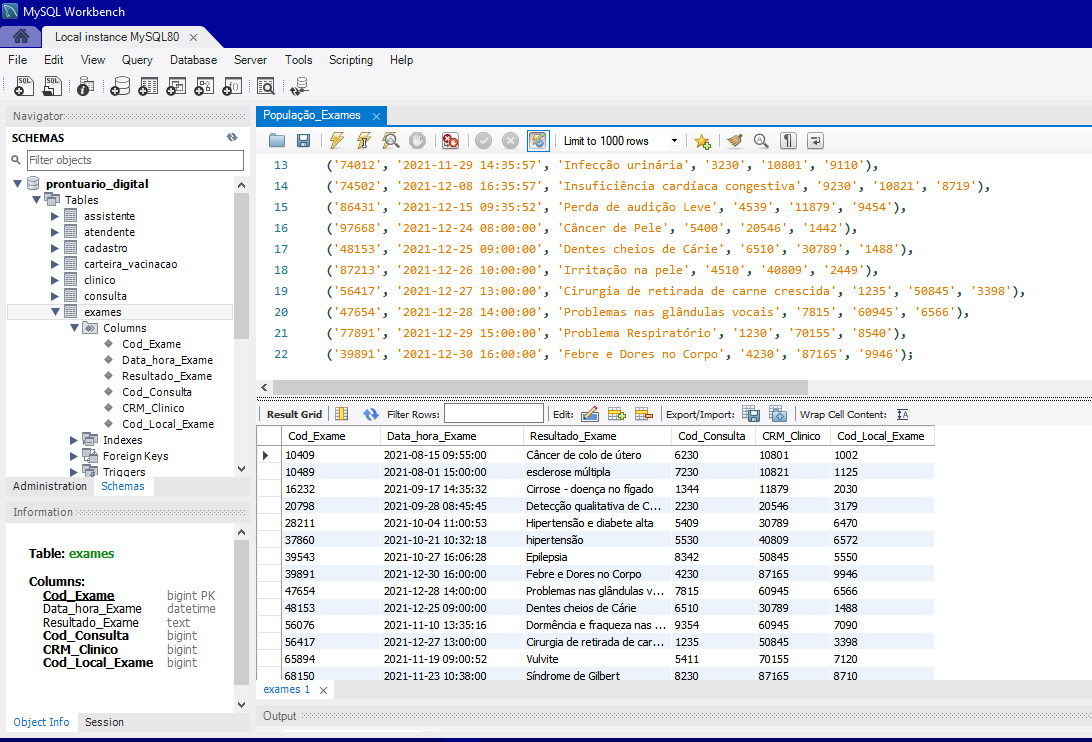 MySQL Workbench
Local instance MySQL80
File Edit View Query Database Server Tools Scripting Help
Navigator
SCHEMAS
Filter objects
prontuario_digital
Tables
assistente
atendente
cadastro
carteira_vacinacao
clinico
consulta
exames
Columns
Cod_Exame
Data_hora_Exame
Resultado_Exame
Cod_Consulta
CRM_Clinico
Cod_Local_Exame
Indexes
Foreign Keys
Triggers
Administration Schemas
Information
Table: exames
Columns:
Cod_Exame bigint PK
Data_hora_Exame datetime
Resultado_Exame text
Cod_Consulta bigint
CRM_Clinico bigint
Cod_Local_Exame bigint
Object Info Session
População_Exames
Limit to 1000 rows
13 ('74012', '2021-11-29 14:35:57', 'Infecção urinária', '3230', '10801', '9110'),
14 ('74502', '2021-12-08 16:35:57', 'Insuficiência cardíaca congestiva', '9230', '10821', '8719'),
15 ('86431', '2021-12-15 09:35:52', 'Perda de audição Leve', '4539', '11879', '9454'),
16 ('97668', '2021-12-24 08:00:00', 'Câncer de Pele', '5400', '20546', '1442'),
17 ('48153', '2021-12-25 09:00:00', 'Dentes cheios de Cárie', '6510', '30789', '1488'),
18 ('87213', '2021-12-26 10:00:00', 'Irritação na pele', '4510', '40809', '2449'),
19 ('56417', '2021-12-27 13:00:00', 'Cirurgia de retirada de carne crescida', '1235', '50845', '3398'),
20 ('47654', '2021-12-28 14:00:00', 'Problemas nas glândulas vocais', '7815', '60945', '6566'),
21 ('77891', '2021-12-29 15:00:00', 'Problema Respiratório', '1230', '70155', '8540'),
22 ('39891', '2021-12-30 16:00:00', 'Febre e Dores no Corpo', '4230', '87165', '9946');
Result Grid Filter Rows: Edit: Export/Import: Wrap Cell Content:
Cod_Exame Data_hora_Exame Resultado_Exame Cod_Consulta CRM_Clinico Cod_Local_Exame
10409 2021-08-15 09:55:00 Câncer de colo de útero 6230 10801 1002
10489 2021-08-01 15:00:00 esclerose múltipla 7230 10821 1125
16232 2021-09-17 14:35:32 Cirrose - doença no fígado 1344 11879 2030
20798 2021-09-28 08:45:45 Detecção qualitativa de C... 2230 20546 3179
28211 2021-10-04 11:00:53 Hipertensão e diabete alta 5409 30789 6470
37860 2021-10-21 10:32:18 hipertensão 5530 40809 6572
39543 2021-10-27 16:06:28 Epilepsia 8342 50845 5550
39891 2021-12-30 16:00:00 Febre e Dores no Corpo 4230 87165 9946
47654 2021-12-28 14:00:00 Problemas nas glândulas v... 7815 60945 6566
48153 2021-12-25 09:00:00 Dentes cheios de Cárie 6510 30789 1488
56076 2021-11-10 13:35:16 Dormência e fraqueza nas ... 9354 60945 7090
56417 2021-12-27 13:00:00 Cirurgia de retirada de car... 1235 50845 3398
65894 2021-11-19 09:00:52 Vulvite 5411 70155 7120
68150 2021-11-23 10:38:00 Síndrome de Gilbert 8230 87165 8710
exames 1
Output